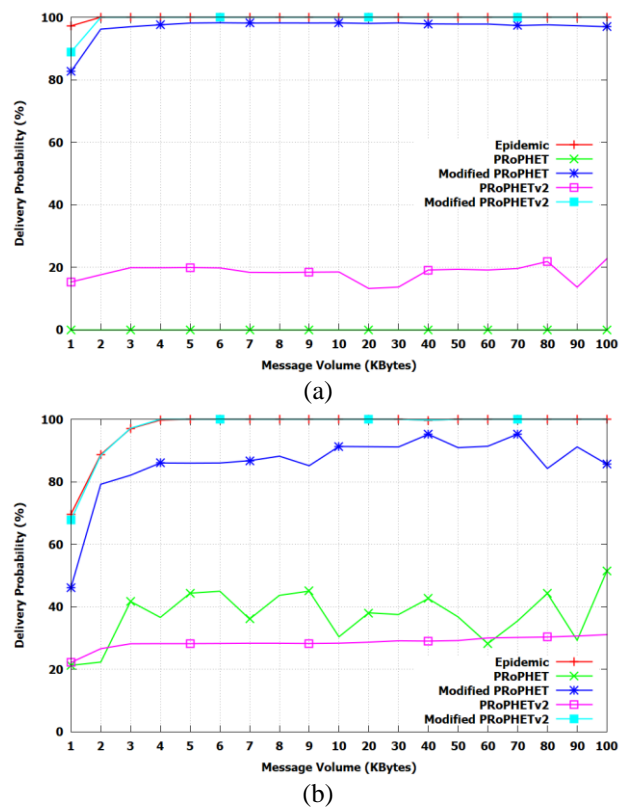 100
80
60
40
20
0
Delivery Probability (%)
Epidemic
PRoPHET
Modified PRoPHET
PRoPHETv2
Modified PRoPHETv2
1 2 3 4 5 6 7 8 9 10 20 30 40 50 60 70 80 90 100
Message Volume (KBytes)
(a)
100
80
60
40
20
0
Delivery Probability (%)
Epidemic
PRoPHET
Modified PRoPHET
PRoPHETv2
Modified PRoPHETv2
1 2 3 4 5 6 7 8 9 10 20 30 40 50 60 70 80 90 100
Message Volume (KBytes)
(b)